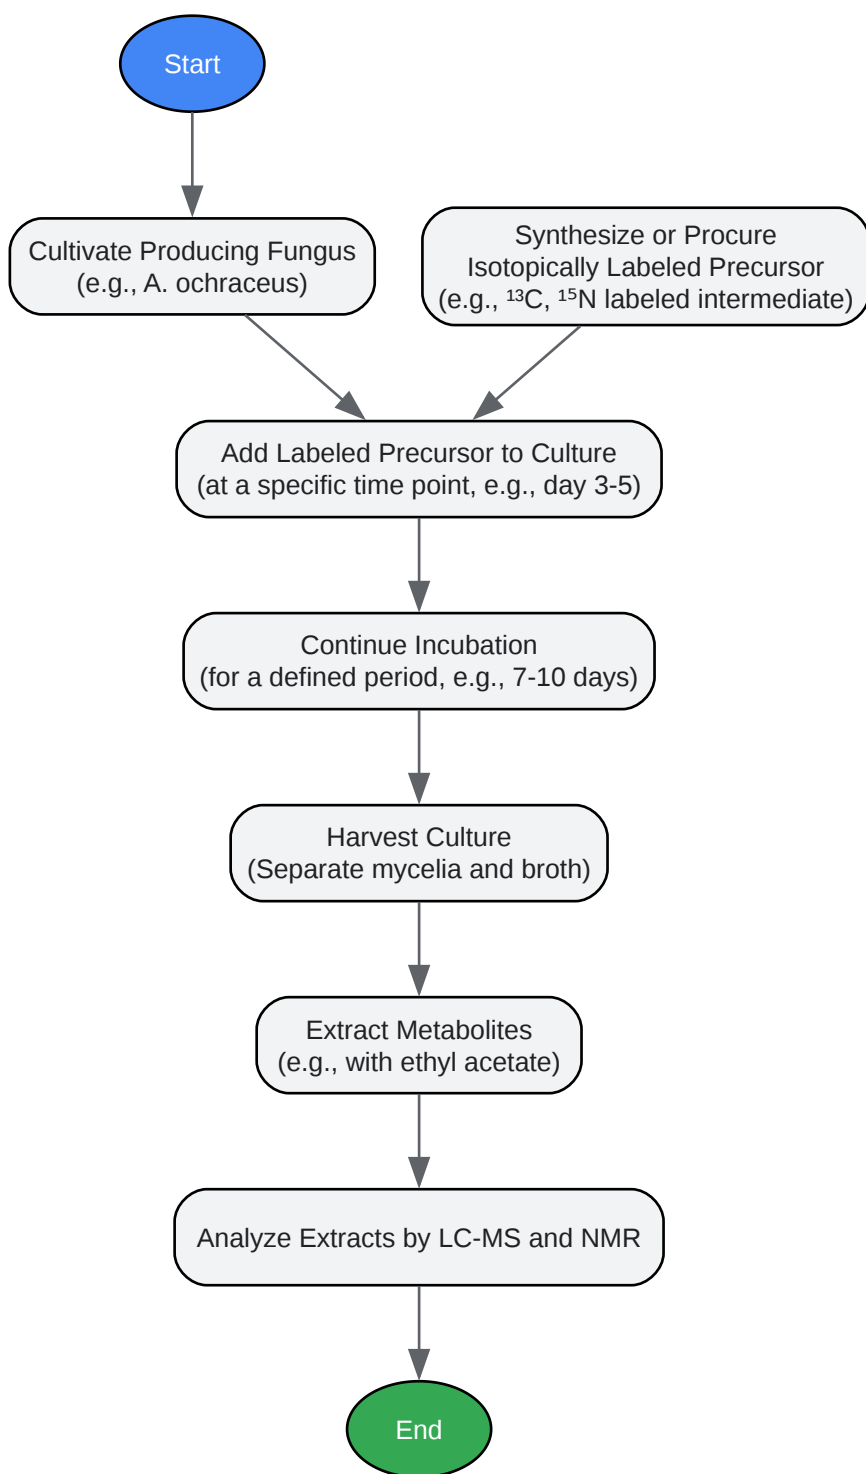 Start
Cultivate Producing Fungus
(e.g., A. ochraceus)
Synthesize or Procure
Isotopically Labeled Precursor
(e.g., ¹³C, ¹⁵N labeled intermediate)
Add Labeled Precursor to Culture
(at a specific time point, e.g., day 3-5)
Continue Incubation
(for a defined period, e.g., 7-10 days)
Harvest Culture
(Separate mycelia and broth)
Extract Metabolites
(e.g., with ethyl acetate)
Analyze Extracts by LC-MS and NMR
End